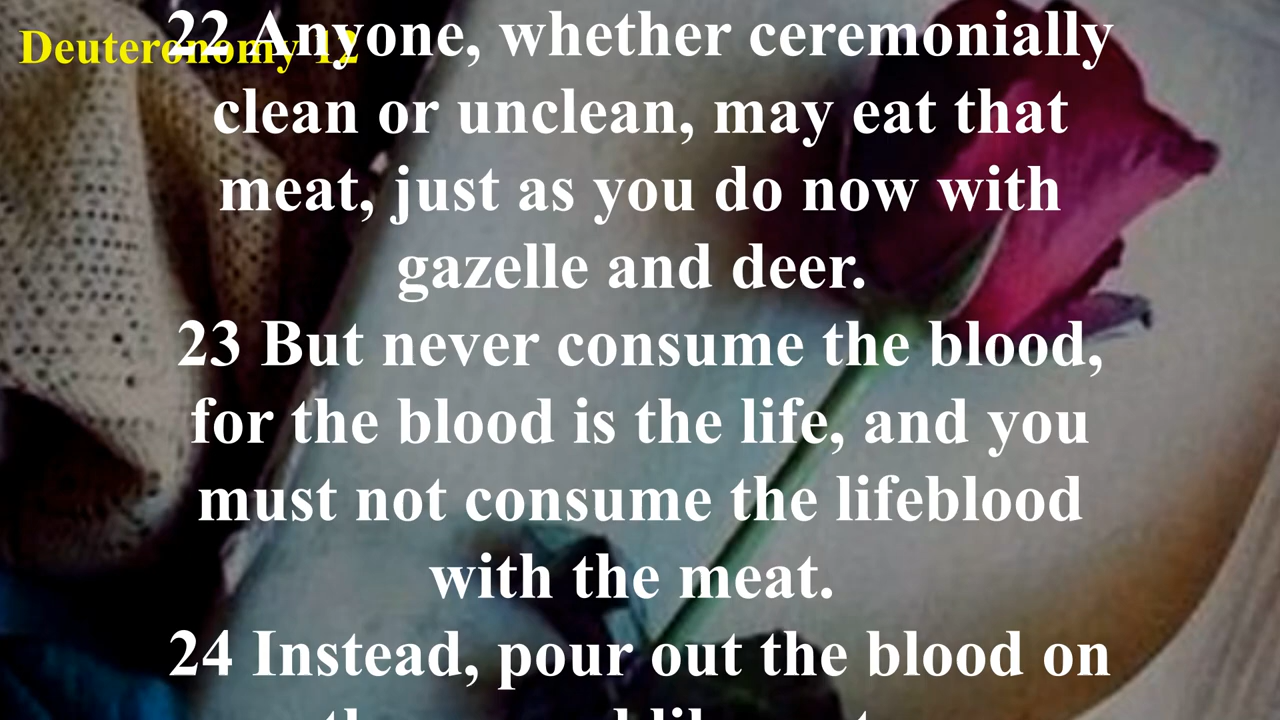 Deuteronomy 12
22 Anyone, whether ceremonially
clean or unclean, may eat that
meat, just as you do now with
gazelle and deer.
23 But never consume the blood,
for the blood is the life, and you
must not consume the lifeblood
with the meat.
24 Instead, pour out the blood on